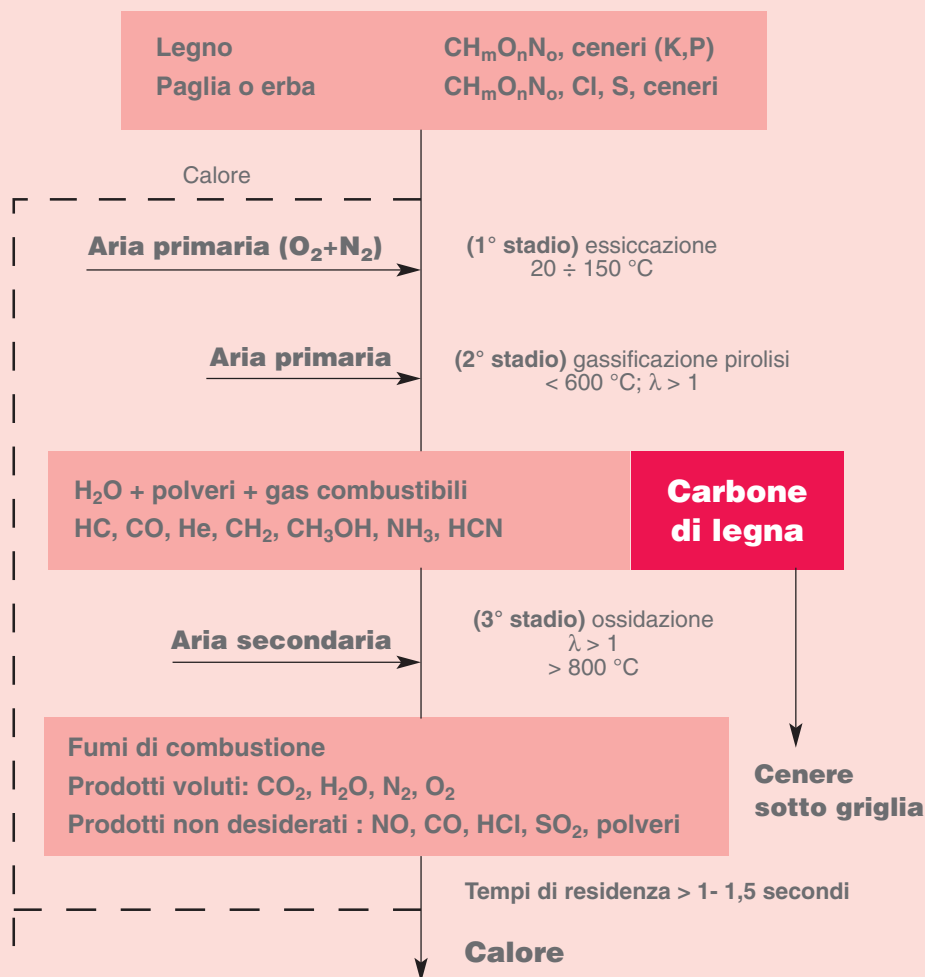 Legno CH₍m₎O₍n₎N₍o₎, ceneri (K,P)
Paglia o erba CH₍m₎O₍n₎N₍o₎, Cl, S, ceneri
Calore
Aria primaria (O₂+N₂)
(1° stadio) essiccazione
20 ÷ 150 °C
Aria primaria
(2° stadio) gassificazione pirolisi
< 600 °C; λ > 1
H₂O + polveri + gas combustibili
HC, CO, He, CH₂, CH₃OH, NH₃, HCN
Carbone
di legna
(3° stadio) ossidazione
λ > 1
> 800 °C
Aria secondaria
Fumi di combustione
Prodotti voluti: CO₂, H₂O, N₂, O₂
Prodotti non desiderati : NO, CO, HCl, SO₂, polveri
Cenere
sotto griglia
Tempi di residenza > 1- 1,5 secondi
Calore